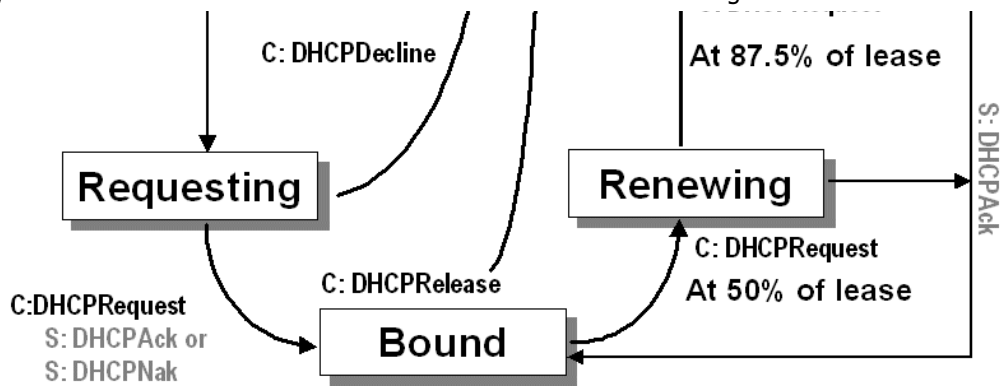 C: DHCPDecline
At 87.5% of lease
S: DHCPAck
Requesting
Renewing
C: DHCPRequest
At 50% of lease
C: DHCPRelease
C:DHCPRequest
S: DHCPAck or
S: DHCPNak
Bound